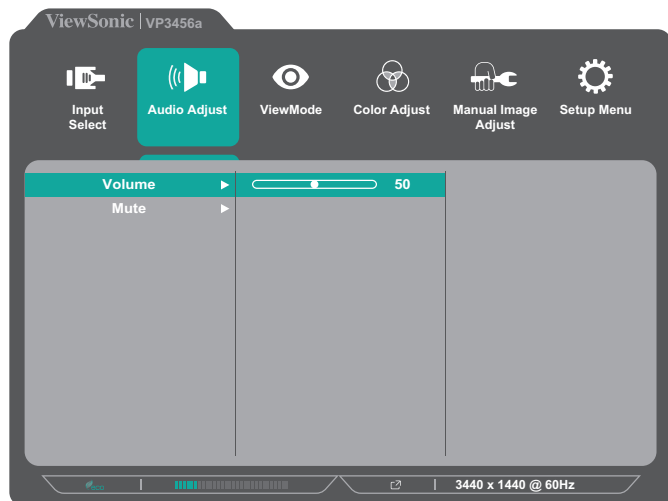 ViewSonic | VP3456a
Input
Select
Audio Adjust
ViewMode
Color Adjust
Manual Image
Adjust
Setup Menu
Volume
50
Mute
eco
3440 x 1440 @ 60Hz